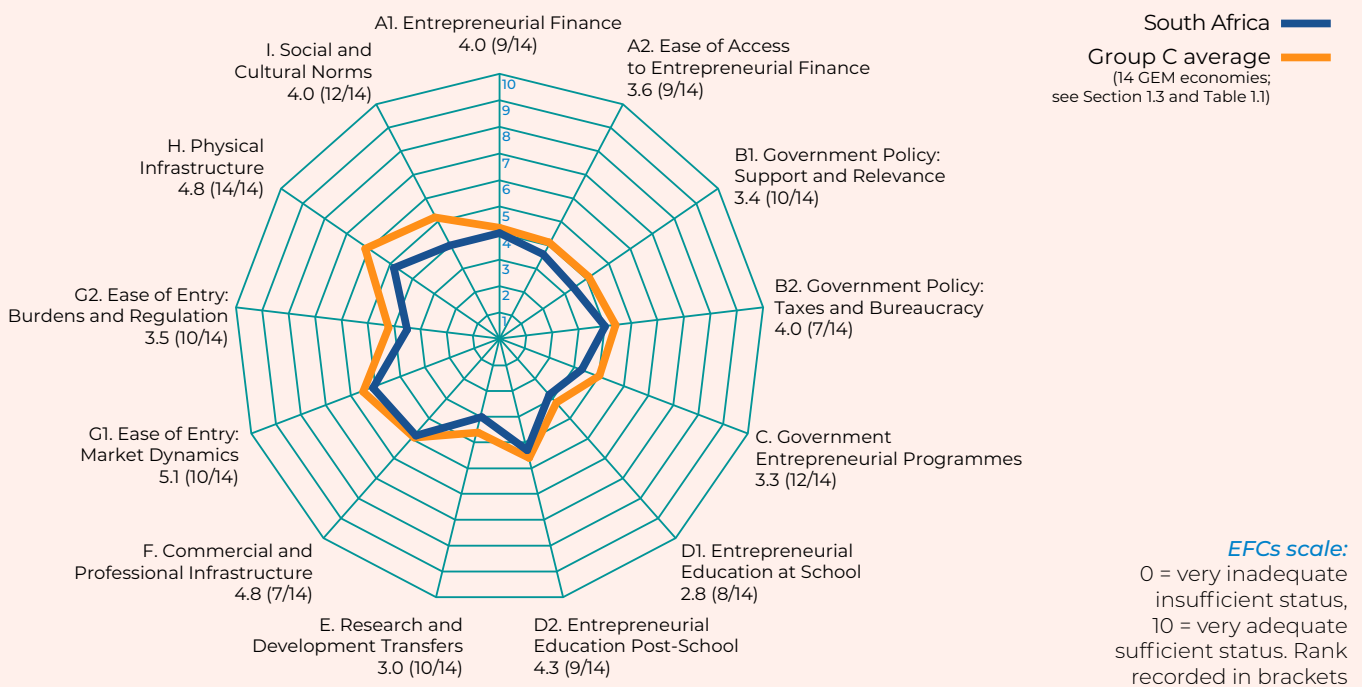 A1. Entrepreneurial Finance
4.0 (9/14)
A2. Ease of Access
to Entrepreneurial Finance
3.6 (9/14)
B1. Government Policy:
Support and Relevance
3.4 (10/14)
B2. Government Policy:
Taxes and Bureaucracy
4.0 (7/14)
C. Government
Entrepreneurial Programmes
3.3 (12/14)
D1. Entrepreneurial
Education at School
2.8 (8/14)
D2. Entrepreneurial
Education Post-School
4.3 (9/14)
E. Research and
Development Transfers
3.0 (10/14)
F. Commercial and
Professional Infrastructure
4.8 (7/14)
G1. Ease of Entry:
Market Dynamics
5.1 (10/14)
G2. Ease of Entry:
Burdens and Regulation
3.5 (10/14)
H. Physical
Infrastructure
4.8 (14/14)
I. Social and
Cultural Norms
4.0 (12/14)
10
9
8
7
6
5
4
3
2
1
South Africa
Group C average
(14 GEM economies;
see Section 1.3 and Table 1.1)
EFCs scale:
0 = very inadequate
insufficient status,
10 = very adequate
sufficient status. Rank
recorded in brackets